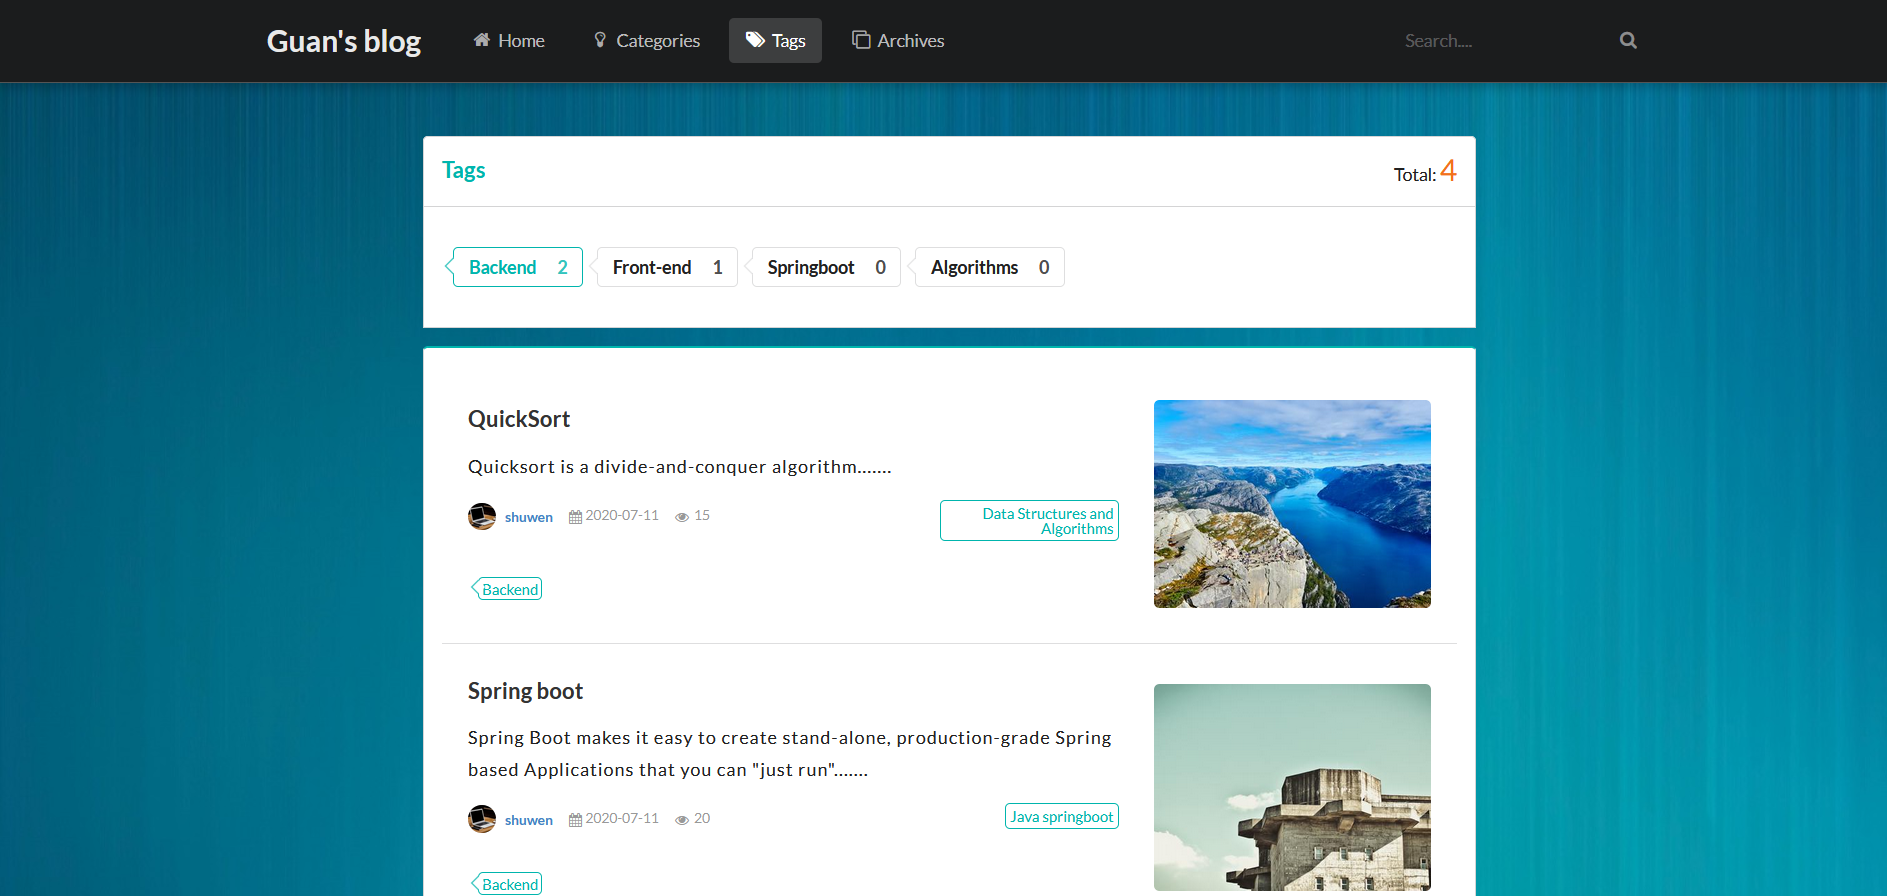 Guan's blog Home Categories Tags Archives Search....
Tags Total: 4
Backend 2 Front-end 1 Springboot 0 Algorithms 0
QuickSort
Quicksort is a divide-and-conquer algorithm.......
shuwen 2020-07-11 15
Data Structures and
Algorithms
Backend
Spring boot
Spring Boot makes it easy to create stand-alone, production-grade Spring
based Applications that you can "just run".......
shuwen 2020-07-11 20 Java springboot
Backend